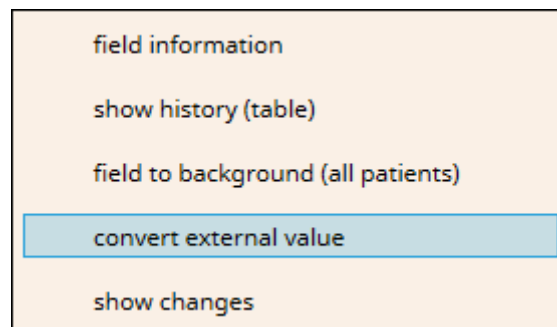 field information
show history (table)
field to background (all patients)
convert external value
show changes